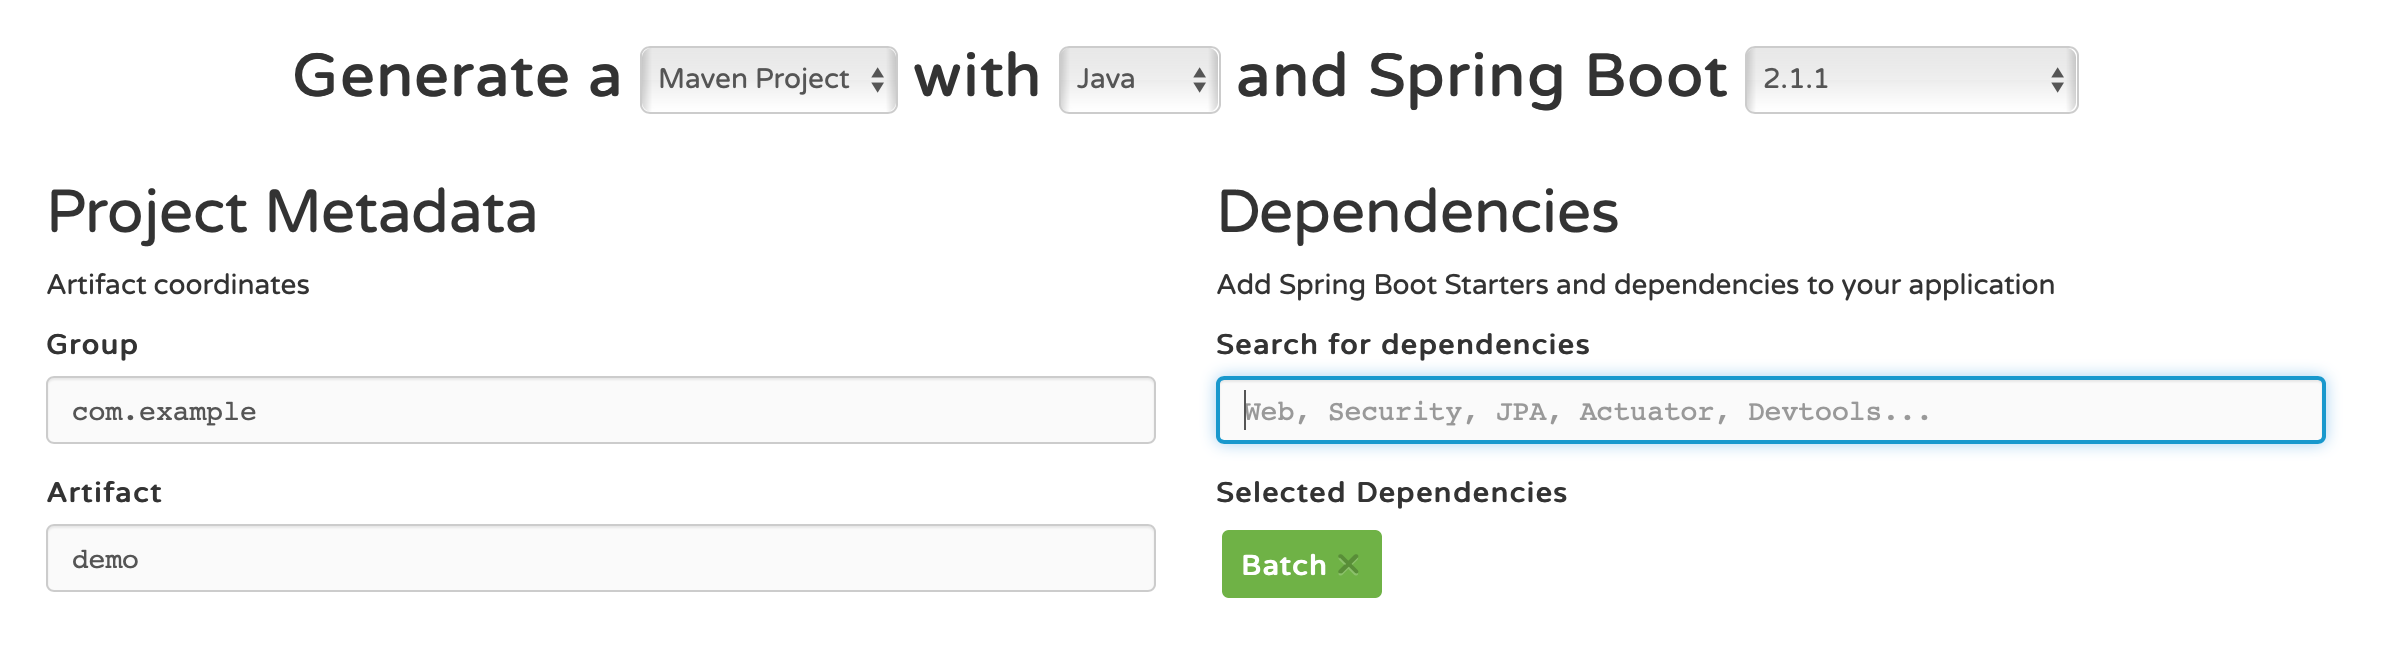 Generate a Maven Project with Java and Spring Boot 2.1.1
Project Metadata
Artifact coordinates
Group
com.example
Artifact
demo
Dependencies
Add Spring Boot Starters and dependencies to your application
Search for dependencies
Web, Security, JPA, Actuator, Devtools...
Selected Dependencies
Batch ×